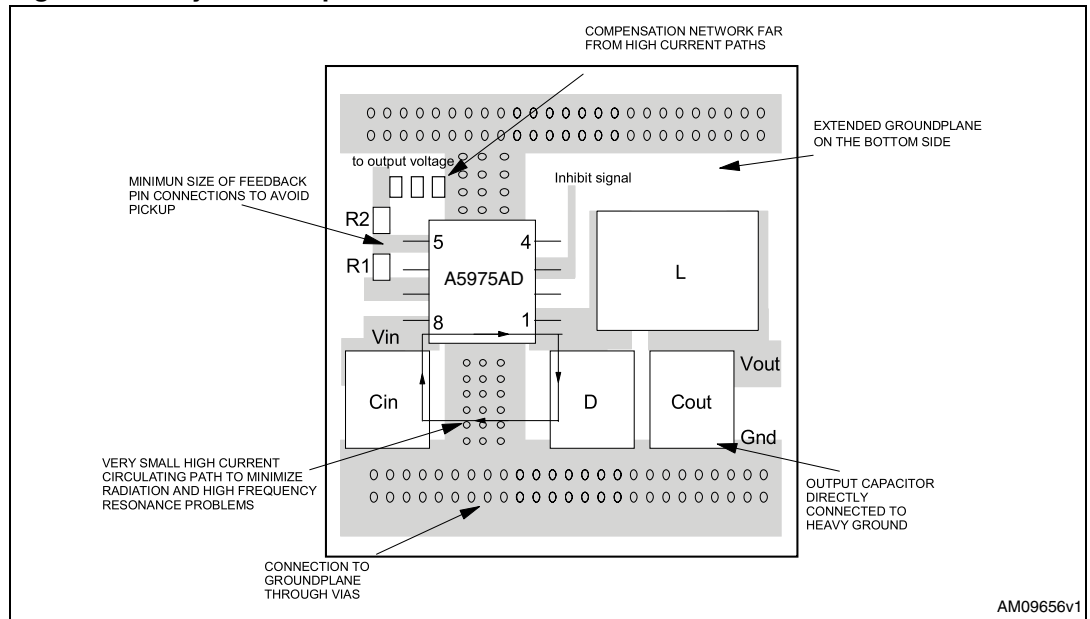 COMPENSATION NETWORK FAR
FROM HIGH CURRENT PATHS
EXTENDED GROUNDPLANE
ON THE BOTTOM SIDE
to output voltage
Inhibit signal
MINIMUN SIZE OF FEEDBACK
PIN CONNECTIONS TO AVOID
PICKUP
R2
R1
5
4
A5975AD
L
8
1
Vin
Vout
Cin
D
Cout
Gnd
VERY SMALL HIGH CURRENT
CIRCULATING PATH TO MINIMIZE
RADIATION AND HIGH FREQUENCY
RESONANCE PROBLEMS
OUTPUT CAPACITOR
DIRECTLY
CONNECTED TO
HEAVY GROUND
CONNECTION TO
GROUNDPLANE
THROUGH VIAS
AM09656v1